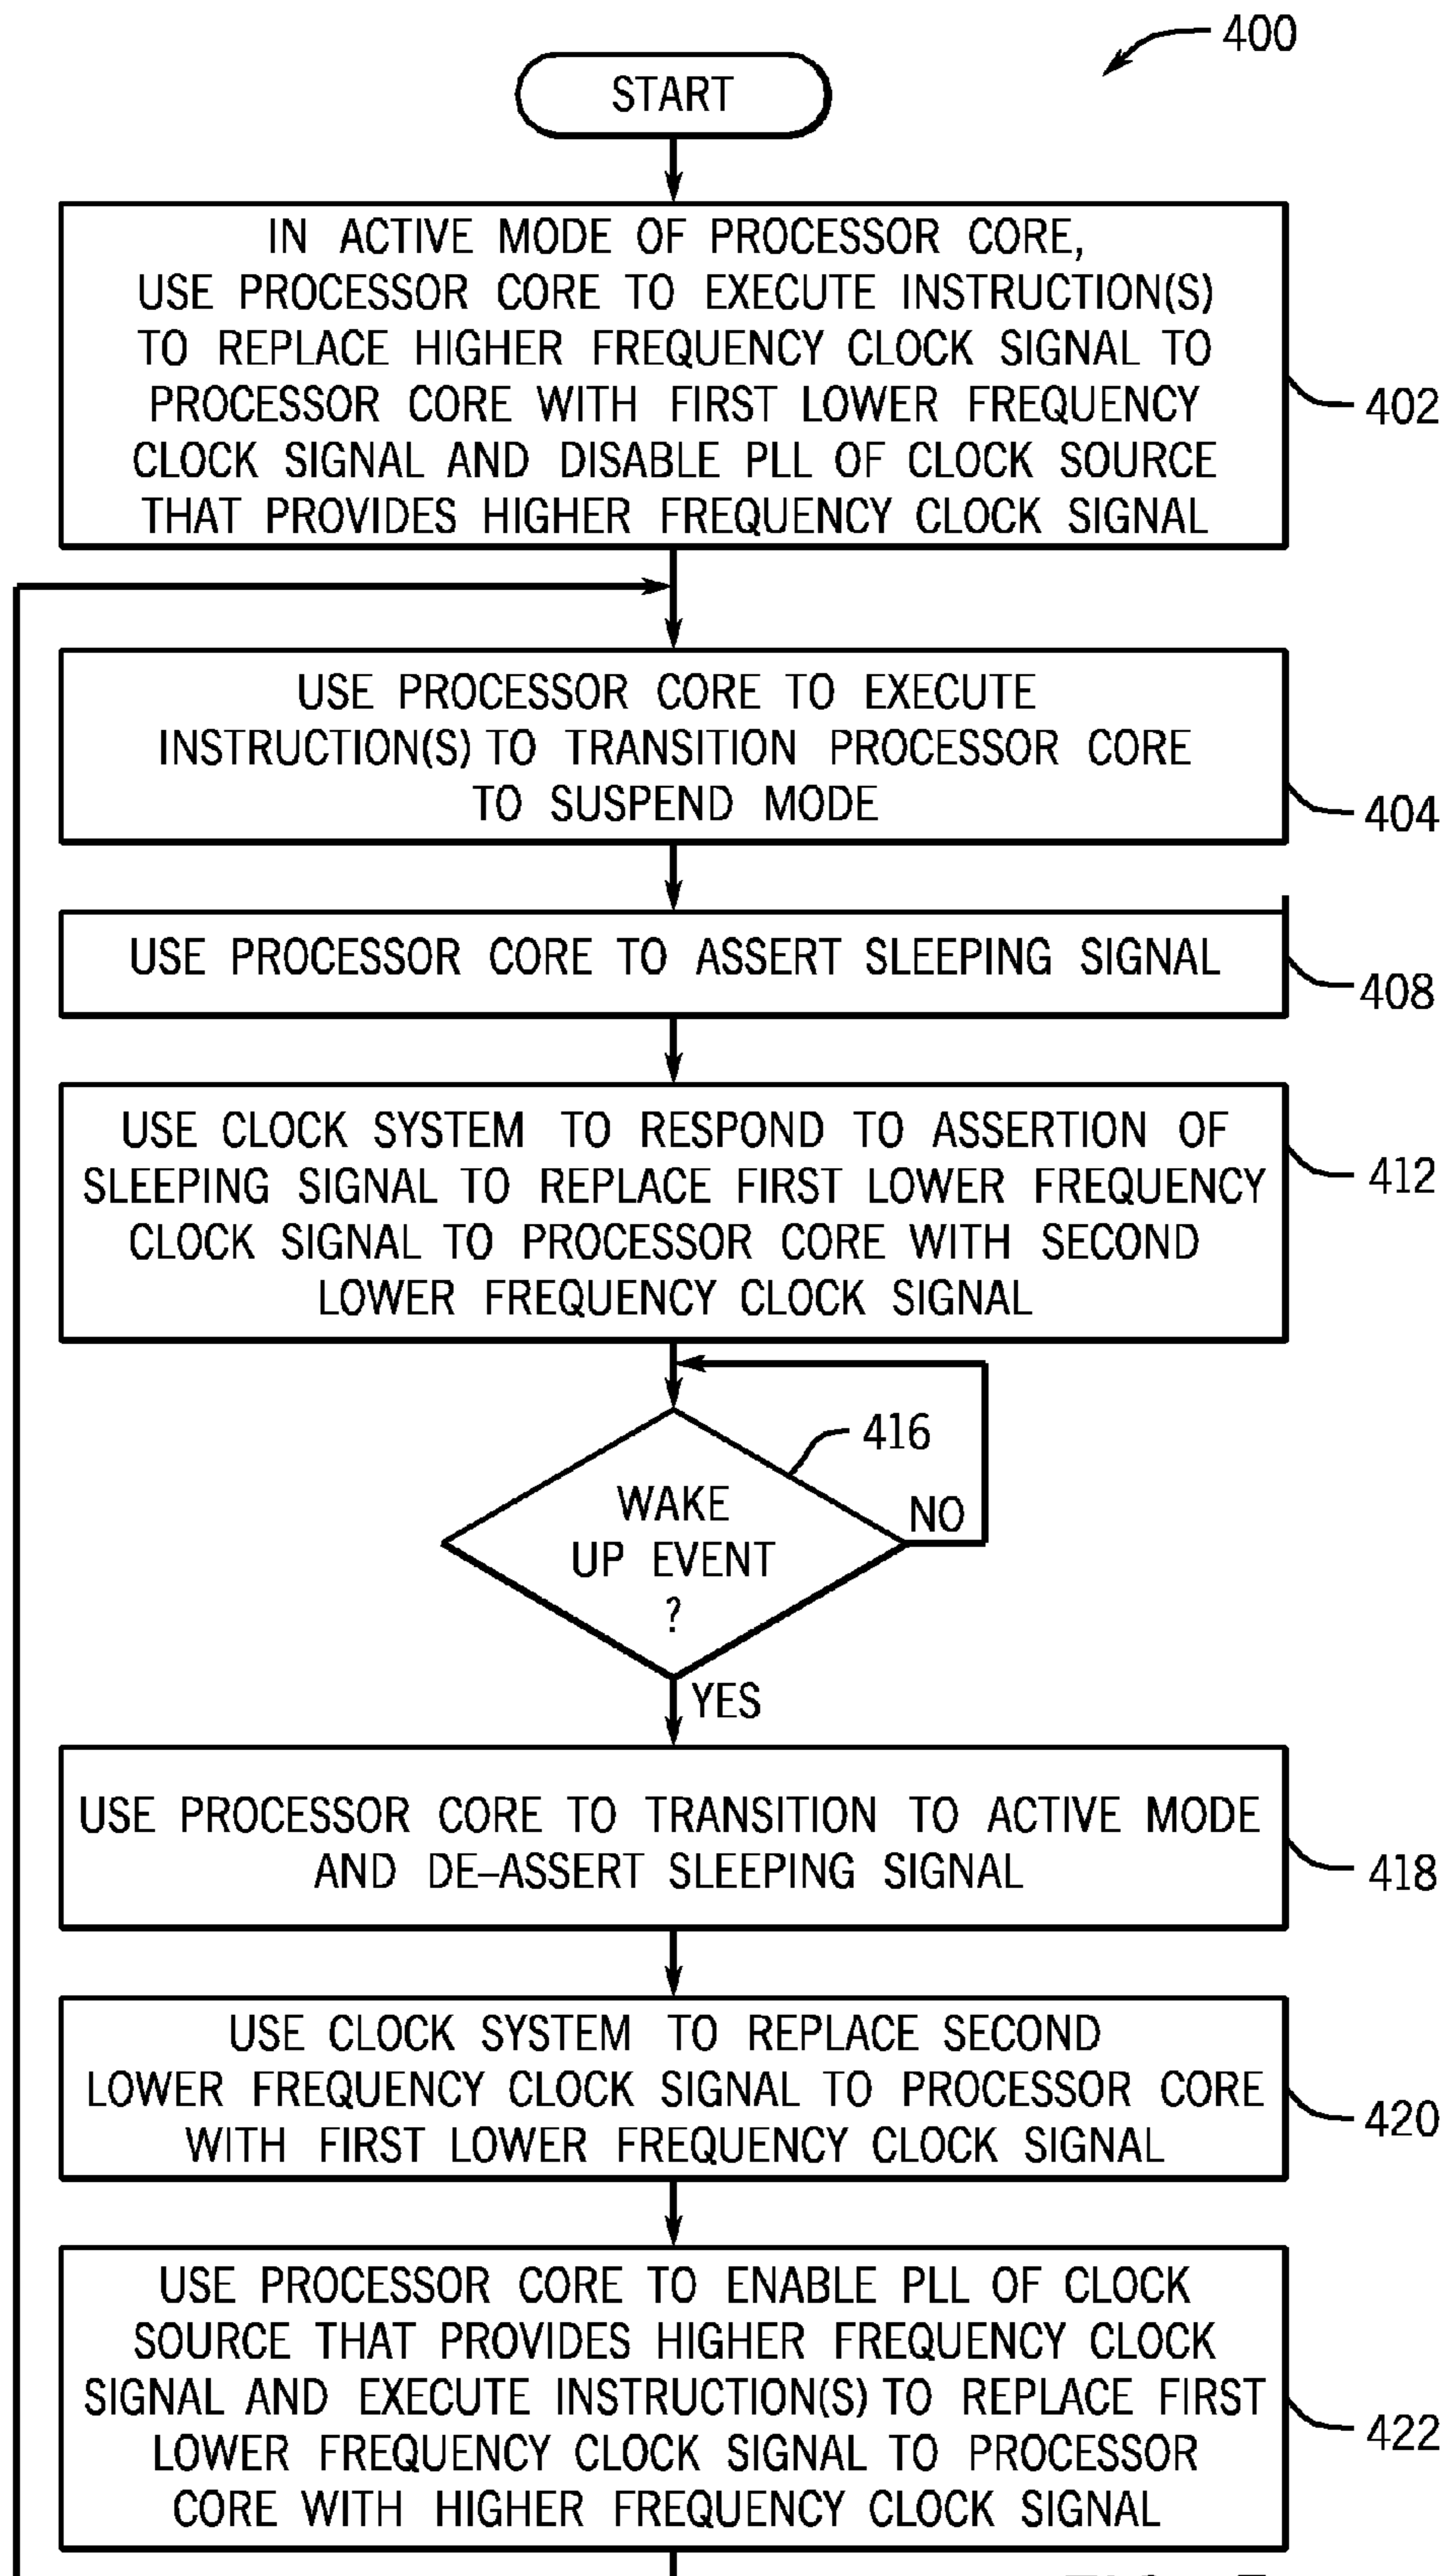 400
START
IN ACTIVE MODE OF PROCESSOR CORE,
USE PROCESSOR CORE TO EXECUTE INSTRUCTION(S)
TO REPLACE HIGHER FREQUENCY CLOCK SIGNAL TO
PROCESSOR CORE WITH FIRST LOWER FREQUENCY
CLOCK SIGNAL AND DISABLE PLL OF CLOCK SOURCE
THAT PROVIDES HIGHER FREQUENCY CLOCK SIGNAL
402
USE PROCESSOR CORE TO EXECUTE
INSTRUCTION(S) TO TRANSITION PROCESSOR CORE
TO SUSPEND MODE
404
USE PROCESSOR CORE TO ASSERT SLEEPING SIGNAL
408
USE CLOCK SYSTEM TO RESPOND TO ASSERTION OF
SLEEPING SIGNAL TO REPLACE FIRST LOWER FREQUENCY
CLOCK SIGNAL TO PROCESSOR CORE WITH SECOND
LOWER FREQUENCY CLOCK SIGNAL
412
416
WAKE
UP EVENT
?
NO
YES
USE PROCESSOR CORE TO TRANSITION TO ACTIVE MODE
AND DE–ASSERT SLEEPING SIGNAL
418
USE CLOCK SYSTEM TO REPLACE SECOND
LOWER FREQUENCY CLOCK SIGNAL TO PROCESSOR CORE
WITH FIRST LOWER FREQUENCY CLOCK SIGNAL
420
USE PROCESSOR CORE TO ENABLE PLL OF CLOCK
SOURCE THAT PROVIDES HIGHER FREQUENCY CLOCK
SIGNAL AND EXECUTE INSTRUCTION(S) TO REPLACE FIRST
LOWER FREQUENCY CLOCK SIGNAL TO PROCESSOR
CORE WITH HIGHER FREQUENCY CLOCK SIGNAL
422